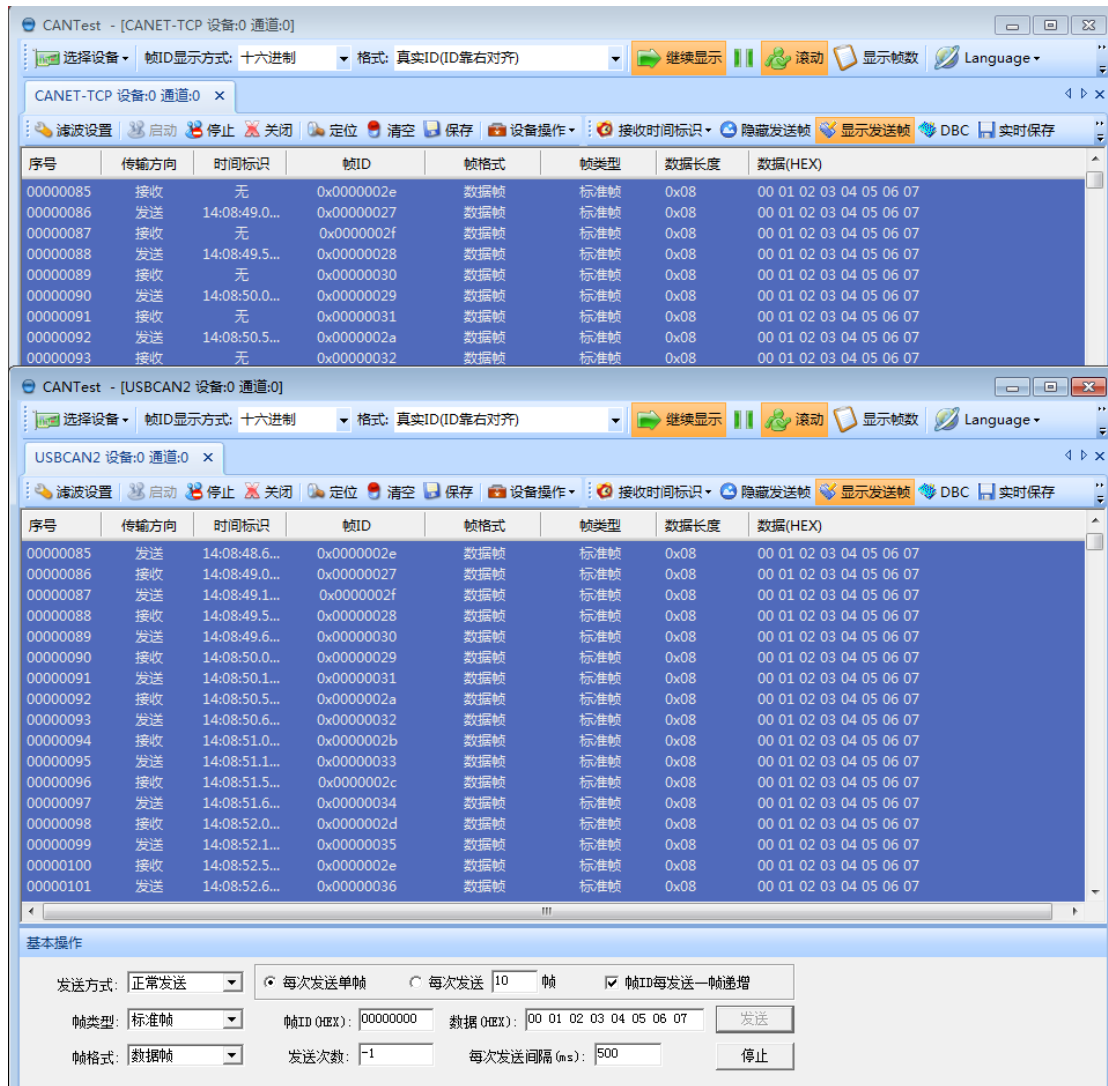 CANTest - [CANET-TCP 设备:0 通道:0]
选择设备 帧ID显示方式: 十六进制 格式: 真实ID(ID靠右对齐) 继续显示 滚动 显示帧数 Language
CANET-TCP 设备:0 通道:0
滤波设置 启动 停止 关闭 定位 清空 保存 设备操作 接收时间标识 隐藏发送帧 显示发送帧 DBC 实时保存
序号 传输方向 时间标识 帧ID 帧格式 帧类型 数据长度 数据(HEX)
00000085 接收 无 0x0000002e 数据帧 标准帧 0x08 00 01 02 03 04 05 06 07
00000086 发送 14:08:49.0... 0x00000027 数据帧 标准帧 0x08 00 01 02 03 04 05 06 07
00000087 接收 无 0x0000002f 数据帧 标准帧 0x08 00 01 02 03 04 05 06 07
00000088 发送 14:08:49.5... 0x00000028 数据帧 标准帧 0x08 00 01 02 03 04 05 06 07
00000089 接收 无 0x00000030 数据帧 标准帧 0x08 00 01 02 03 04 05 06 07
00000090 发送 14:08:50.0... 0x00000029 数据帧 标准帧 0x08 00 01 02 03 04 05 06 07
00000091 接收 无 0x00000031 数据帧 标准帧 0x08 00 01 02 03 04 05 06 07
00000092 发送 14:08:50.5... 0x0000002a 数据帧 标准帧 0x08 00 01 02 03 04 05 06 07
00000093 接收 无 0x00000032 数据帧 标准帧 0x08 00 01 02 03 04 05 06 07
CANTest - [USBCAN2 设备:0 通道:0]
选择设备 帧ID显示方式: 十六进制 格式: 真实ID(ID靠右对齐) 继续显示 滚动 显示帧数 Language
USBCAN2 设备:0 通道:0
滤波设置 启动 停止 关闭 定位 清空 保存 设备操作 接收时间标识 隐藏发送帧 显示发送帧 DBC 实时保存
序号 传输方向 时间标识 帧ID 帧格式 帧类型 数据长度 数据(HEX)
00000085 发送 14:08:48.6... 0x0000002e 数据帧 标准帧 0x08 00 01 02 03 04 05 06 07
00000086 接收 14:08:49.0... 0x00000027 数据帧 标准帧 0x08 00 01 02 03 04 05 06 07
00000087 发送 14:08:49.1... 0x0000002f 数据帧 标准帧 0x08 00 01 02 03 04 05 06 07
00000088 接收 14:08:49.5... 0x00000028 数据帧 标准帧 0x08 00 01 02 03 04 05 06 07
00000089 发送 14:08:49.6... 0x00000030 数据帧 标准帧 0x08 00 01 02 03 04 05 06 07
00000090 接收 14:08:50.0... 0x00000029 数据帧 标准帧 0x08 00 01 02 03 04 05 06 07
00000091 发送 14:08:50.1... 0x00000031 数据帧 标准帧 0x08 00 01 02 03 04 05 06 07
00000092 接收 14:08:50.5... 0x0000002a 数据帧 标准帧 0x08 00 01 02 03 04 05 06 07
00000093 发送 14:08:50.6... 0x00000032 数据帧 标准帧 0x08 00 01 02 03 04 05 06 07
00000094 接收 14:08:51.0... 0x0000002b 数据帧 标准帧 0x08 00 01 02 03 04 05 06 07
00000095 发送 14:08:51.1... 0x00000033 数据帧 标准帧 0x08 00 01 02 03 04 05 06 07
00000096 接收 14:08:51.5... 0x0000002c 数据帧 标准帧 0x08 00 01 02 03 04 05 06 07
00000097 发送 14:08:51.6... 0x00000034 数据帧 标准帧 0x08 00 01 02 03 04 05 06 07
00000098 接收 14:08:52.0... 0x0000002d 数据帧 标准帧 0x08 00 01 02 03 04 05 06 07
00000099 发送 14:08:52.1... 0x00000035 数据帧 标准帧 0x08 00 01 02 03 04 05 06 07
00000100 接收 14:08:52.5... 0x0000002e 数据帧 标准帧 0x08 00 01 02 03 04 05 06 07
00000101 发送 14:08:52.6... 0x00000036 数据帧 标准帧 0x08 00 01 02 03 04 05 06 07
基本操作
发送方式: 正常发送 每次发送单帧 每次发送 10 帧 帧ID每发送一帧递增
帧类型: 标准帧 帧ID(HEX): 00000000 数据(HEX): 00 01 02 03 04 05 06 07 发送
帧格式: 数据帧 发送次数: -1 每次发送间隔(ms): 500 停止